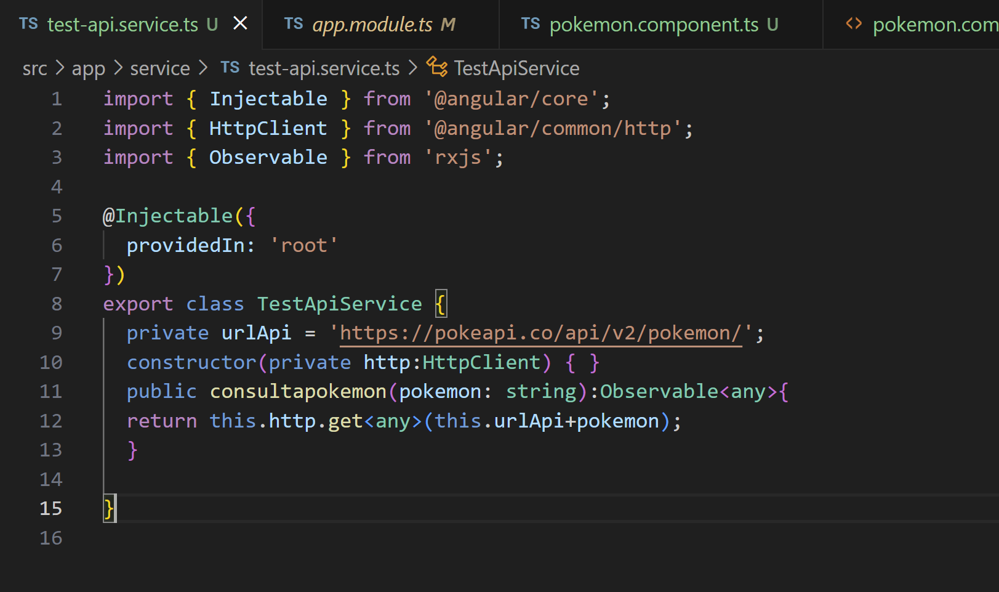 TS test-api.service.ts U × TS app.module.ts M TS pokemon.component.ts U <> pokemon.com
src > app > service > TS test-api.service.ts > TestApiService
1 import { Injectable } from '@angular/core';
2 import { HttpClient } from '@angular/common/http';
3 import { Observable } from 'rxjs';
4
5 @Injectable({
6   providedIn: 'root'
7 })
8 export class TestApiService {
9   private urlApi = 'https://pokeapi.co/api/v2/pokemon/';
10   constructor(private http:HttpClient) { }
11   public consultapokemon(pokemon: string):Observable<any>{
12   return this.http.get<any>(this.urlApi+pokemon);
13   }
14
15 }
16